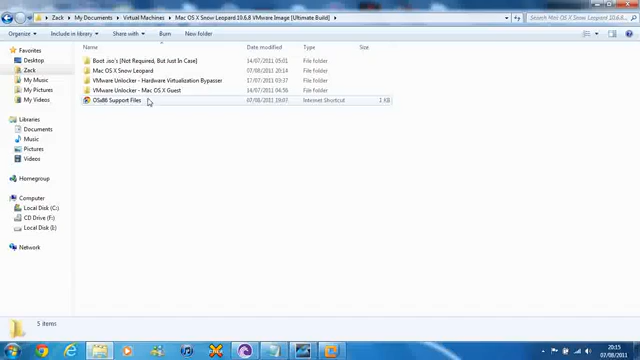 Zack ▸ My Documents ▸ Virtual Machines ▸ Mac OS X Snow Leopard 10.6.8 VMware Image [Ultimate Build] ▸
Search Mac OS X Snow Leopard 10.6.8...
Organize Include in library Share with Burn New folder
Name Date modified Type Size
Favorites
Desktop
Zack
My Music
My Pictures
My Videos
Libraries
Documents
Music
Pictures
Videos
Homegroup
Computer
Local Disk (C:)
CD Drive (F:)
Local Disk (I:)
Network
Boot .iso's [Not Required, But Just In Case] 14/07/2011 05:01 File folder
Mac OS X Snow Leopard 07/08/2011 20:14 File folder
VMware Unlocker - Hardware Virtualization Bypasser 17/07/2011 03:37 File folder
VMware Unlocker - Mac OS X Guest 16/07/2011 04:56 File folder
OSx86 Support Files 07/08/2011 19:07 Internet Shortcut 1 KB
5 items
20:15
07/08/2011